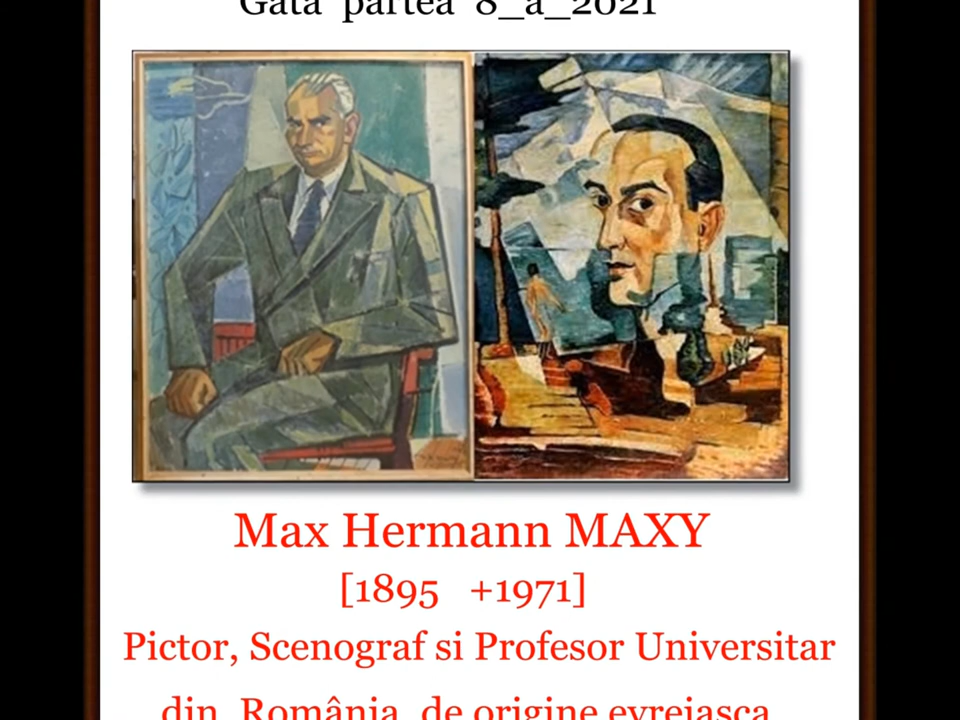 Gata partea 8_a_2021
Max Hermann MAXY
[1895 +1971]
Pictor, Scenograf si Profesor Universitar
din România, de origine evreiasca